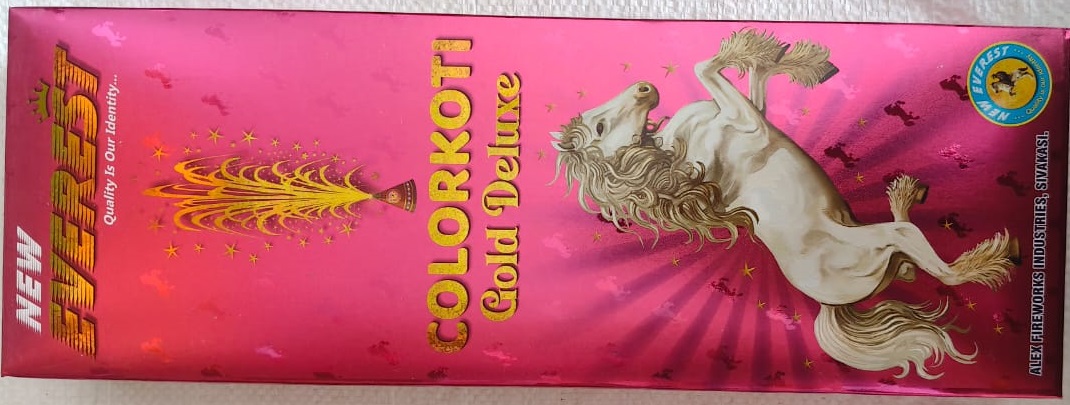 NEW
EVEREST
Quality Is Our Identity...
COLORKOTI
Gold Deluxe
NEW EVEREST
ALEX FIREWORKS INDUSTRIES, SIVAKASI.